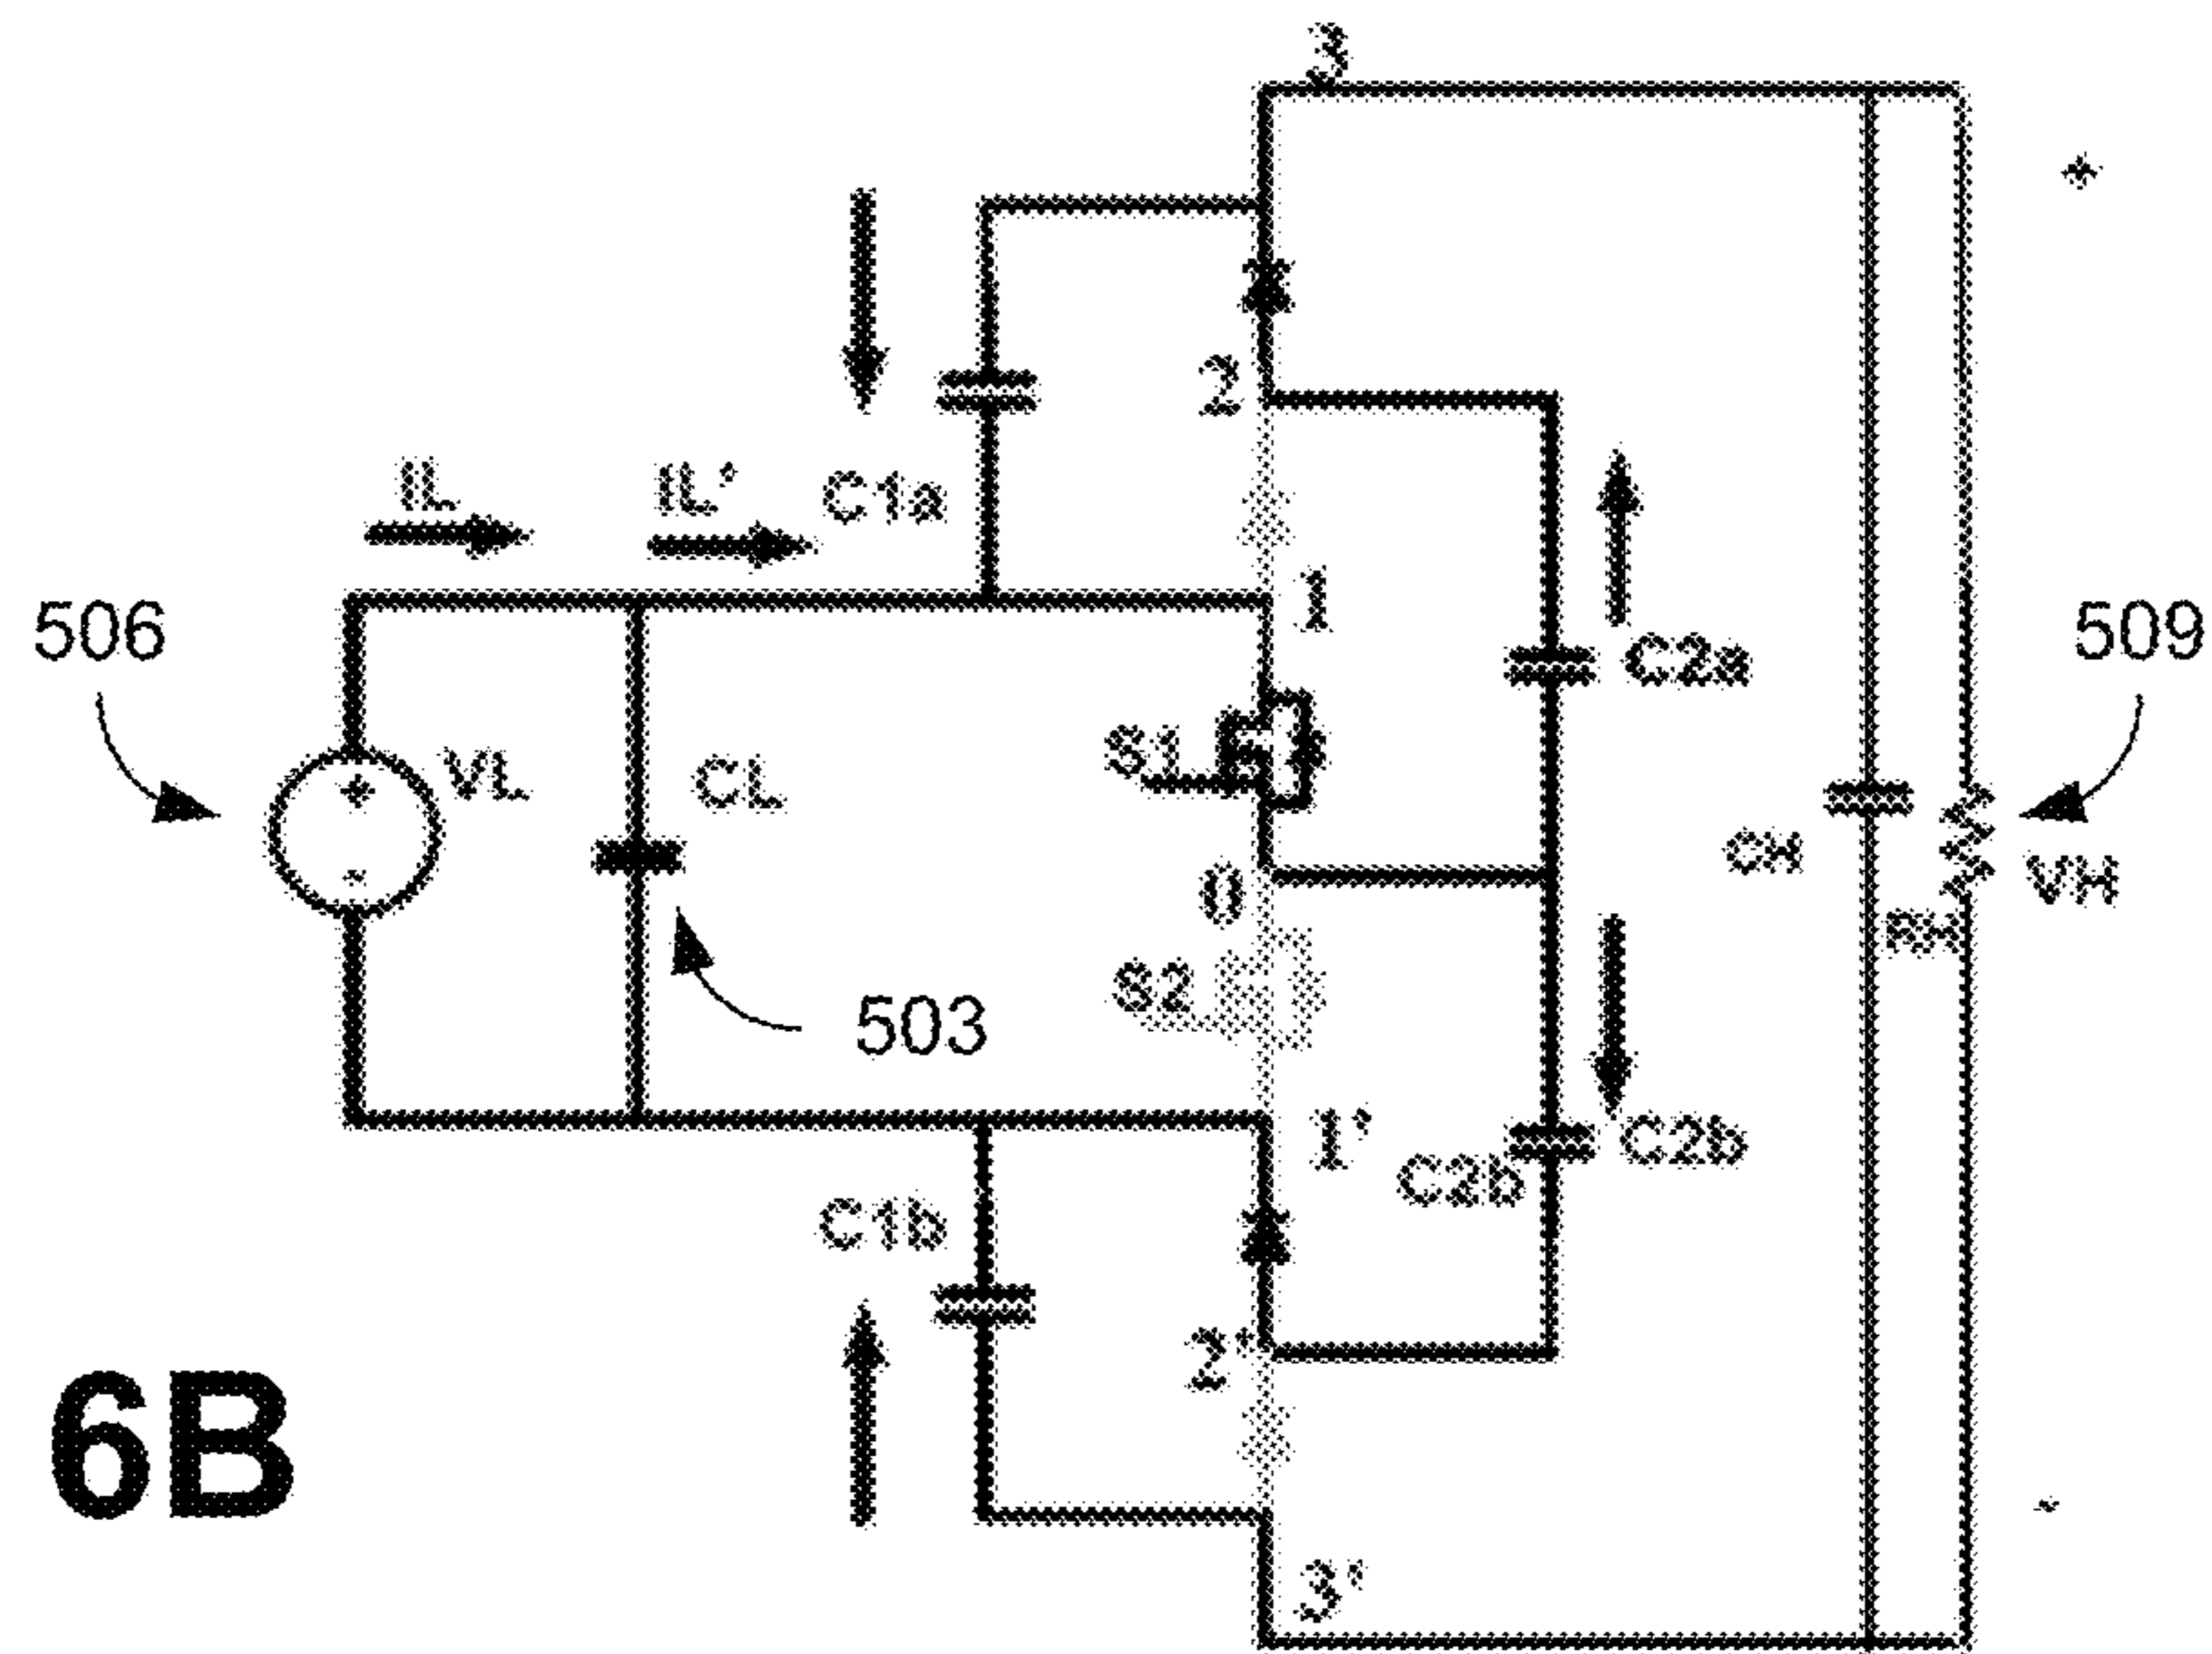 3
+
2
IL
IL'
C1a
1
506
C2a
509
VL
+
CL
S1
-
0
CH
VH
RH
S2
503
1'
C2b
C2b
C1b
2'
6B
-
3'